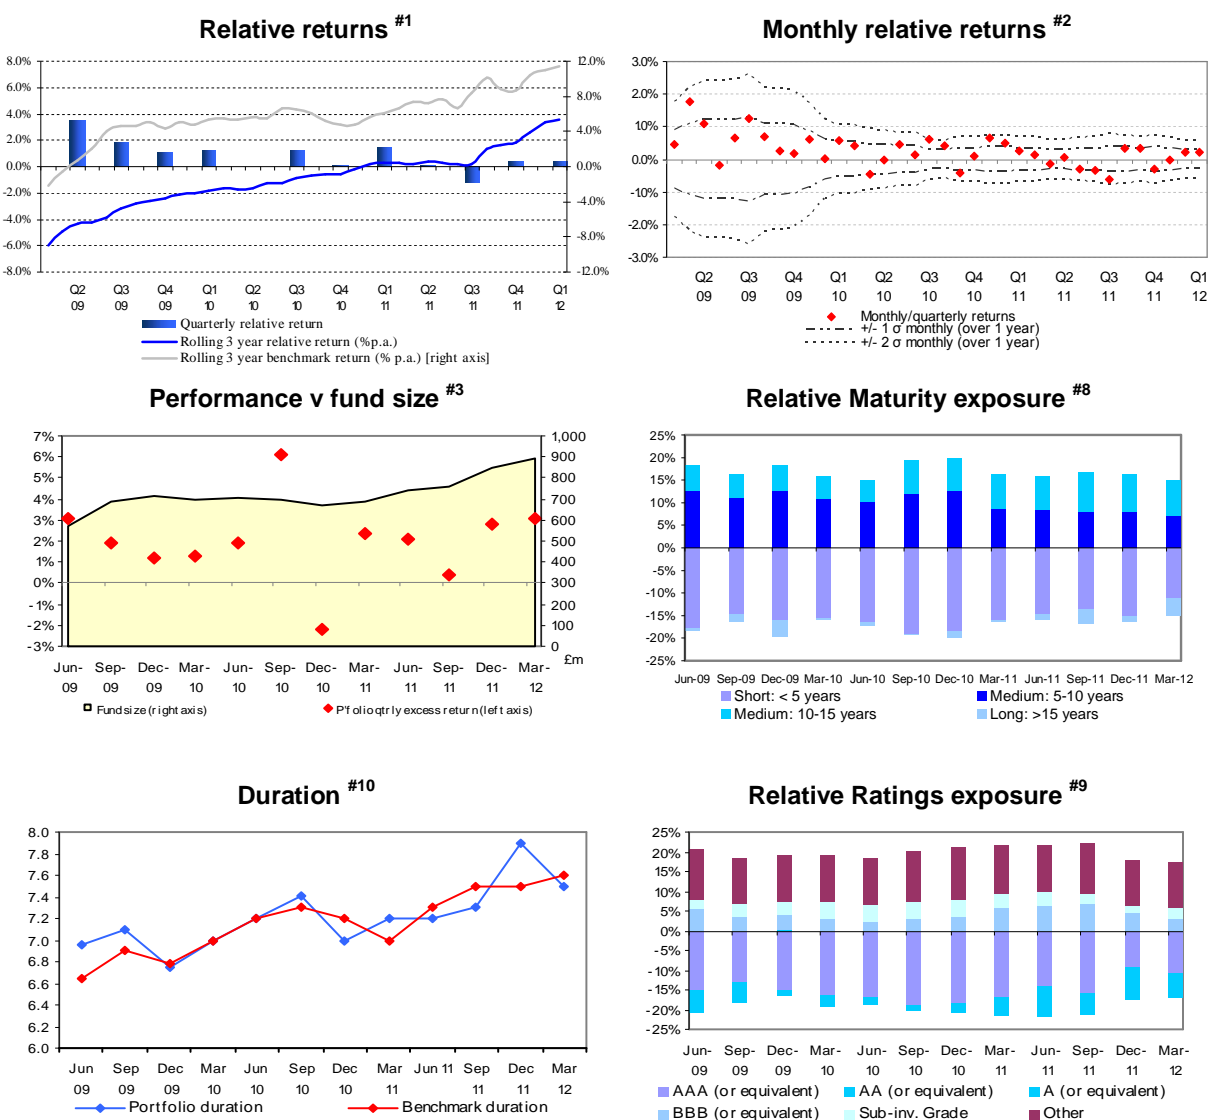 Relative returns #1
8.0%
6.0%
4.0%
2.0%
0.0%
-2.0%
-4.0%
-6.0%
-8.0%
12.0%
8.0%
4.0%
0.0%
-4.0%
-8.0%
-12.0%
Q2 Q3 Q4 Q1 Q2 Q3 Q4 Q1 Q2 Q3 Q4 Q1
09 09 09 10 10 10 10 11 11 11 11 12
Quarterly relative return
Rolling 3 year relative return (%p.a.)
Rolling 3 year benchmark return (% p.a.) [right axis]
Monthly relative returns #2
3.0%
2.0%
1.0%
0.0%
-1.0%
-2.0%
-3.0%
Q2 Q3 Q4 Q1 Q2 Q3 Q4 Q1 Q2 Q3 Q4 Q1
09 09 09 10 10 10 10 11 11 11 11 12
Monthly/quarterly returns
+/- 1 σ monthly (over 1 year)
+/- 2 σ monthly (over 1 year)
Performance v fund size #3
7%
6%
5%
4%
3%
2%
1%
0%
-1%
-2%
-3%
1,000
900
800
700
600
500
400
300
200
100
0
£m
Jun- Sep- Dec- Mar- Jun- Sep- Dec- Mar- Jun- Sep- Dec- Mar-
09 09 09 10 10 10 10 11 11 11 11 12
Fund size (right axis)
P'folio qtrly excess return (left axis)
Relative Maturity exposure #8
25%
20%
15%
10%
5%
0%
-5%
-10%
-15%
-20%
-25%
Jun-09 Sep-09 Dec-09 Mar-10 Jun-10 Sep-10 Dec-10 Mar-11 Jun-11 Sep-11 Dec-11 Mar-12
Short: < 5 years Medium: 5-10 years
Medium: 10-15 years Long: >15 years
Duration #10
8.0
7.8
7.6
7.4
7.2
7.0
6.8
6.6
6.4
6.2
6.0
Jun Sep Dec Mar Jun Sep Dec Mar Jun 11 Sep Dec Mar
09 09 09 10 10 10 10 11 11 11 12
Portfolio duration Benchmark duration
Relative Ratings exposure #9
25%
20%
15%
10%
5%
0%
-5%
-10%
-15%
-20%
-25%
Jun- Sep- Dec- Mar- Jun- Sep- Dec- Mar- Jun- Sep- Dec- Mar-
09 09 09 10 10 10 10 11 11 11 11 12
AAA (or equivalent) AA (or equivalent) A (or equivalent)
BBB (or equivalent) Sub-inv. Grade Other